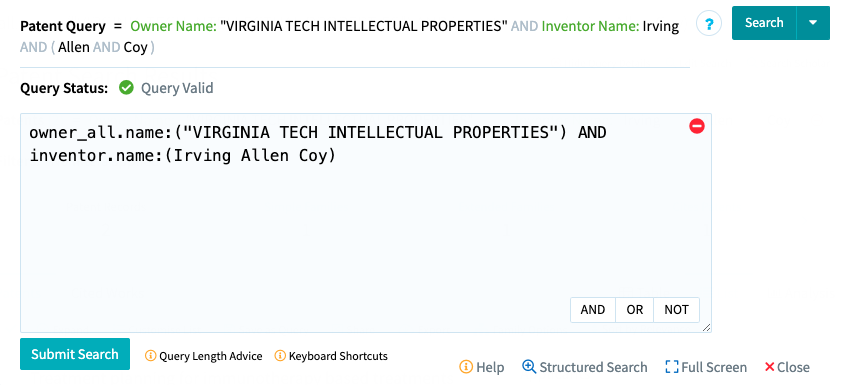 Patent Query = Owner Name: "VIRGINIA TECH INTELLECTUAL PROPERTIES" AND Inventor Name: Irving
AND ( Allen AND Coy )
?
Search
Query Status: Query Valid
owner_all.name:("VIRGINIA TECH INTELLECTUAL PROPERTIES") AND
inventor.name:(Irving Allen Coy)
AND OR NOT
Submit Search Query Length Advice Keyboard Shortcuts
Help Structured Search Full Screen Close